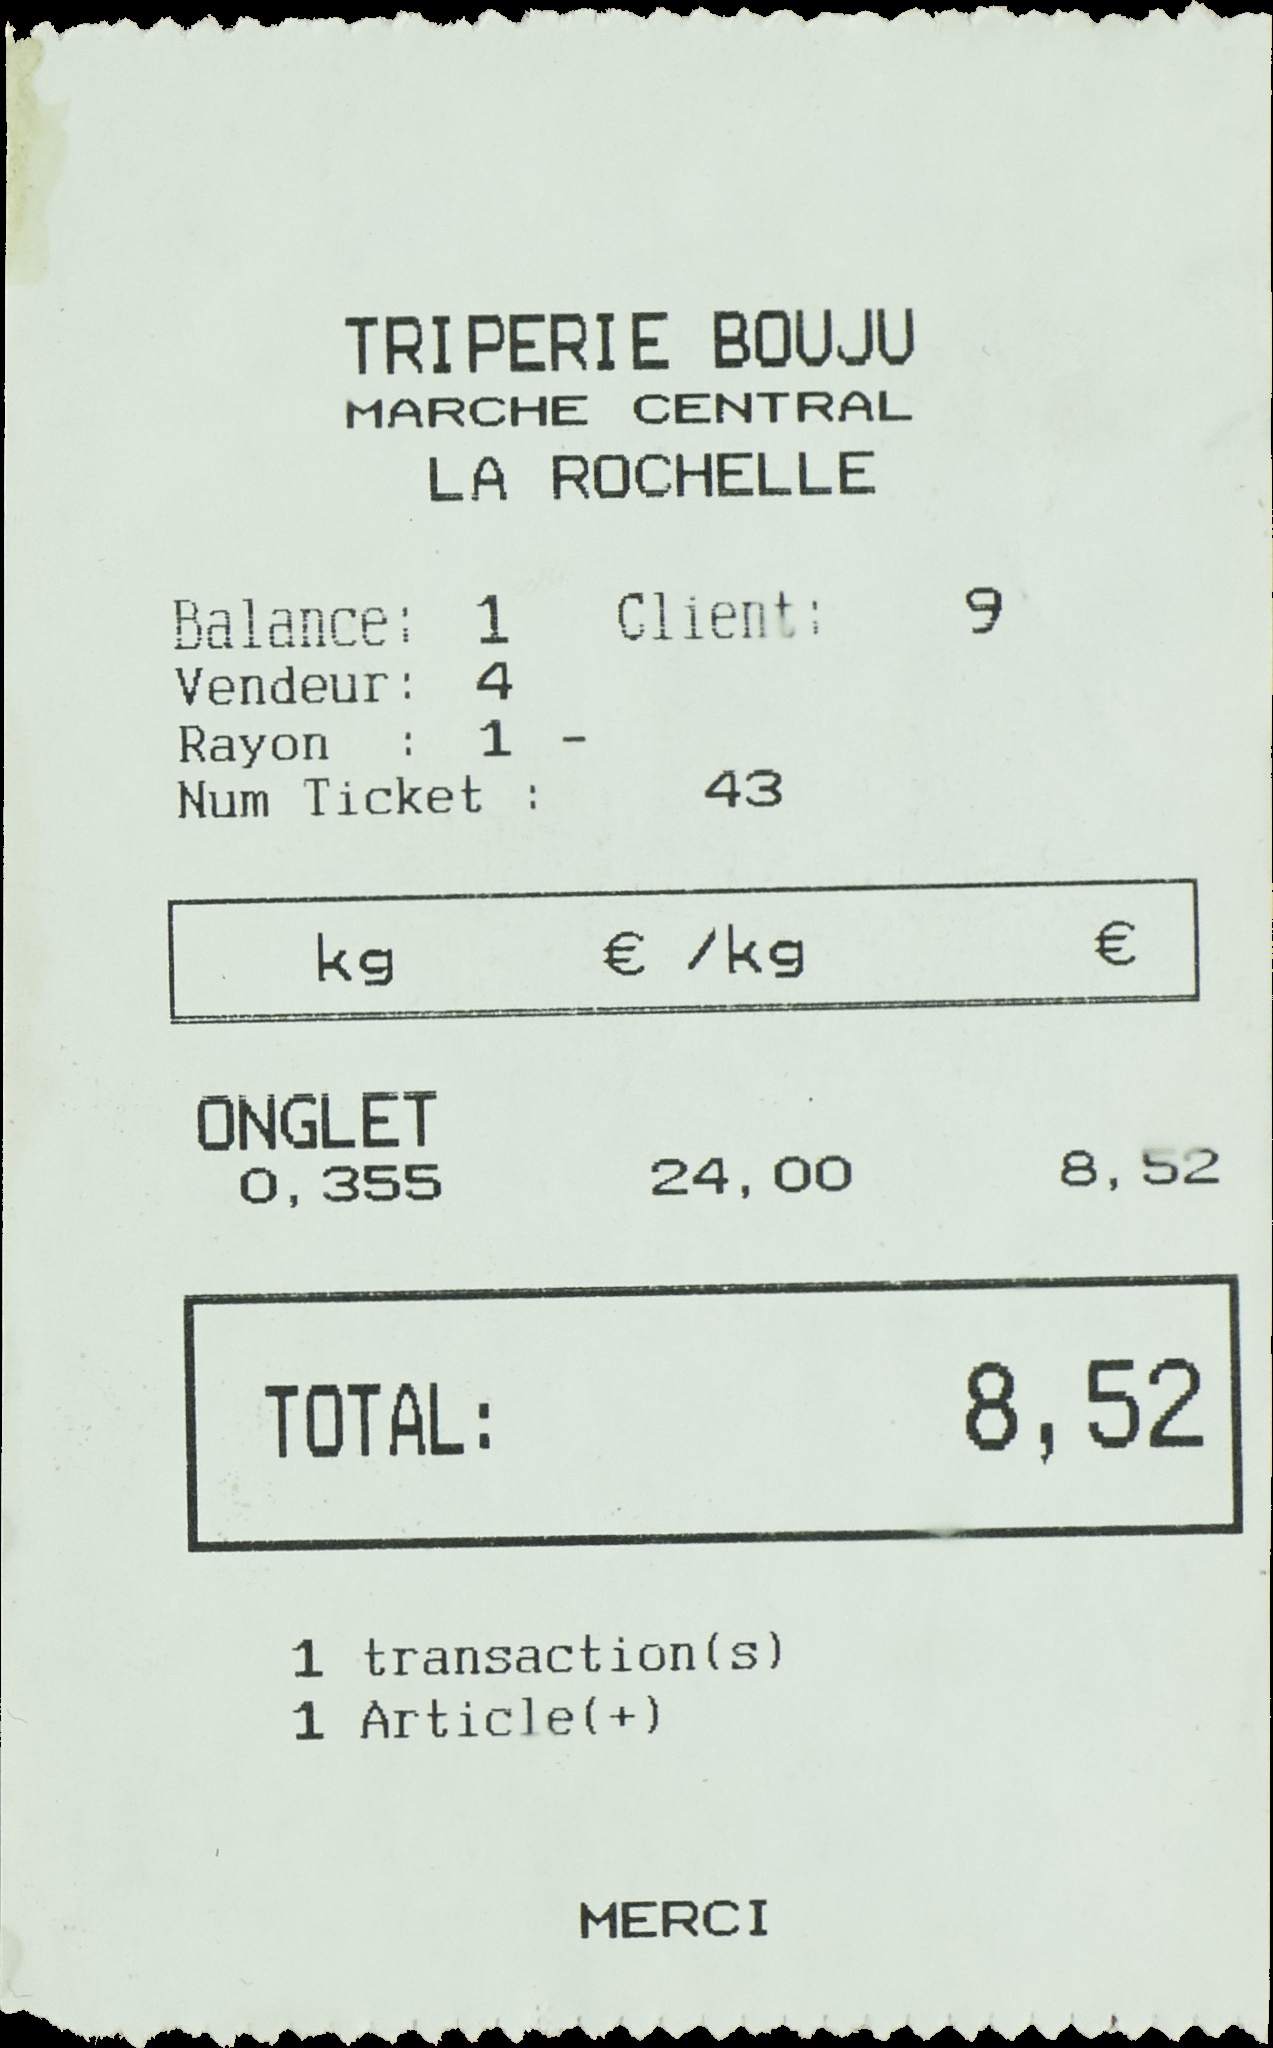 TRIPERIE BOUJU
MARCHE CENTRAL
LA ROCHELLE
Balance: 1 Client: 9
Vendeur: 4
Rayon : 1 -
Num Ticket : 43
kg € /kg €
ONGLET
0,355 24,00 8,52
TOTAL: 8,52
1 transaction(s)
1 Article(+)
MERCI